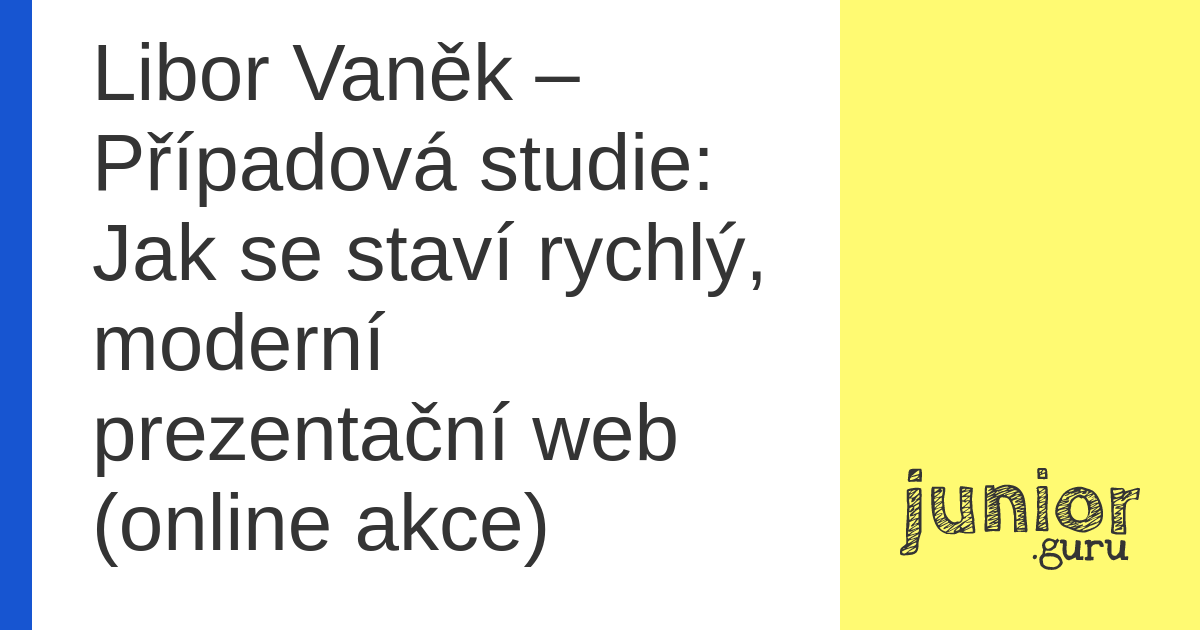 Libor Vaněk –
Případová studie:
Jak se staví rychlý,
moderní
prezentační web
(online akce)
junior
.guru